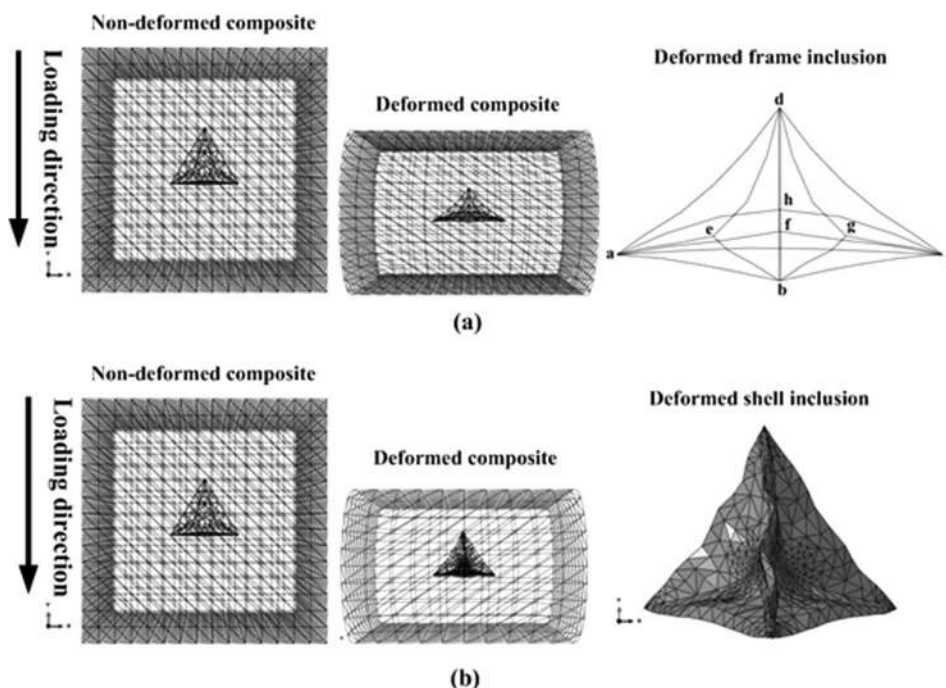 Non-deformed composite
Loading direction
Deformed composite
Deformed frame inclusion
d
h
e
f
g
a
b
(a)
Non-deformed composite
Loading direction
Deformed composite
Deformed shell inclusion
(b)